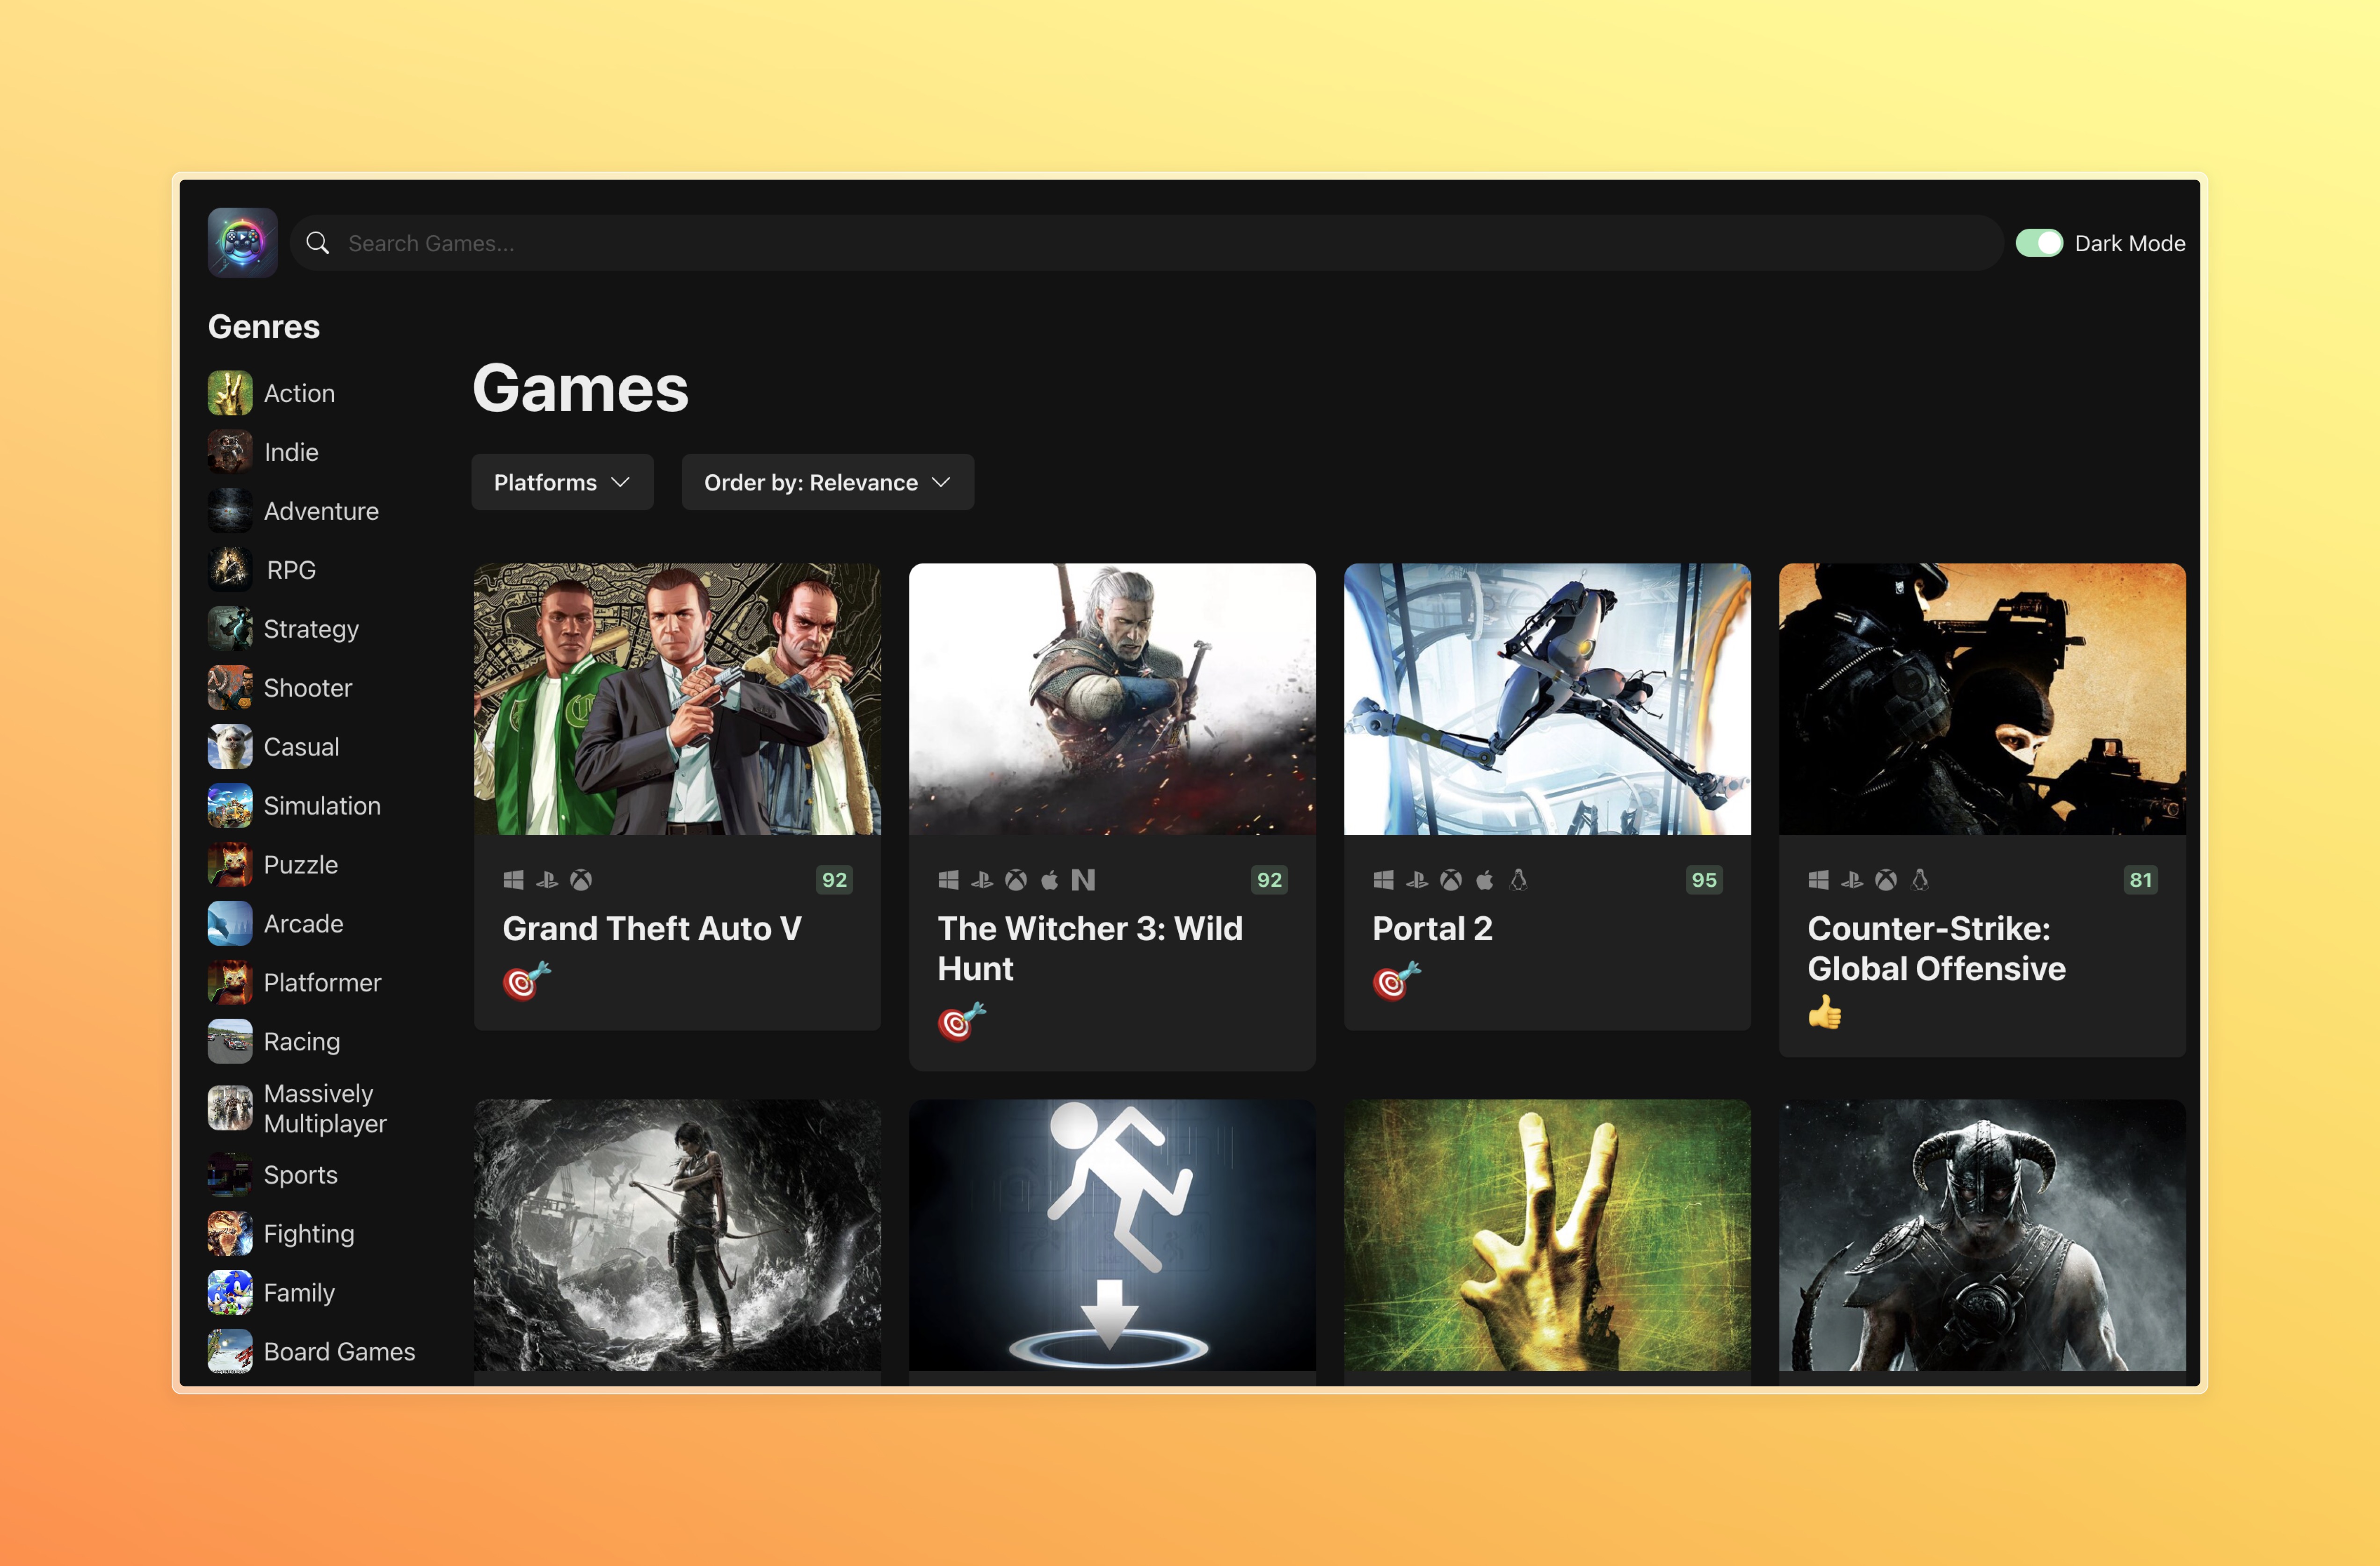 Search Games...
Dark Mode
Genres
Action
Indie
Adventure
RPG
Strategy
Shooter
Casual
Simulation
Puzzle
Arcade
Platformer
Racing
Massively
Multiplayer
Sports
Fighting
Family
Board Games
Games
Platforms
Order by: Relevance
92
Grand Theft Auto V
92
The Witcher 3: Wild
Hunt
95
Portal 2
81
Counter-Strike:
Global Offensive